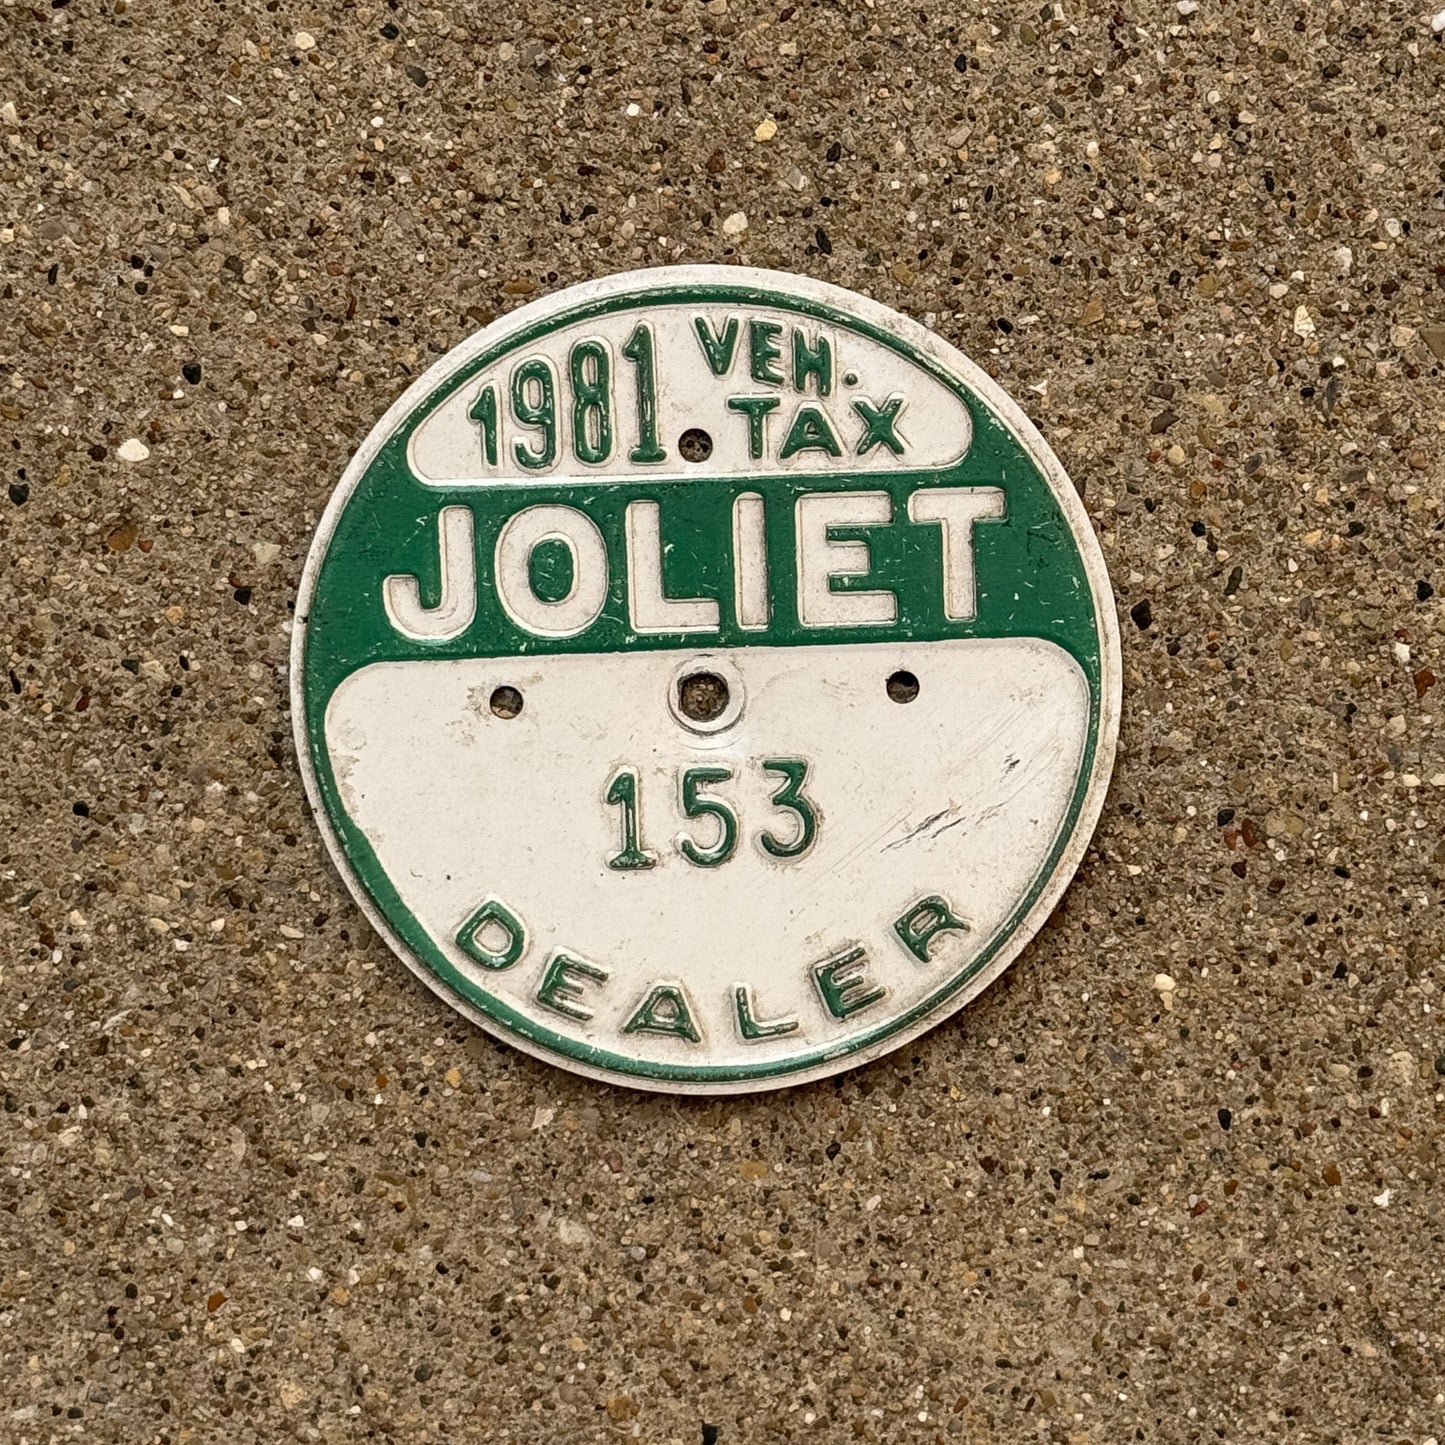 1981 VEH.
TAX
JOLIET
153
DEALER